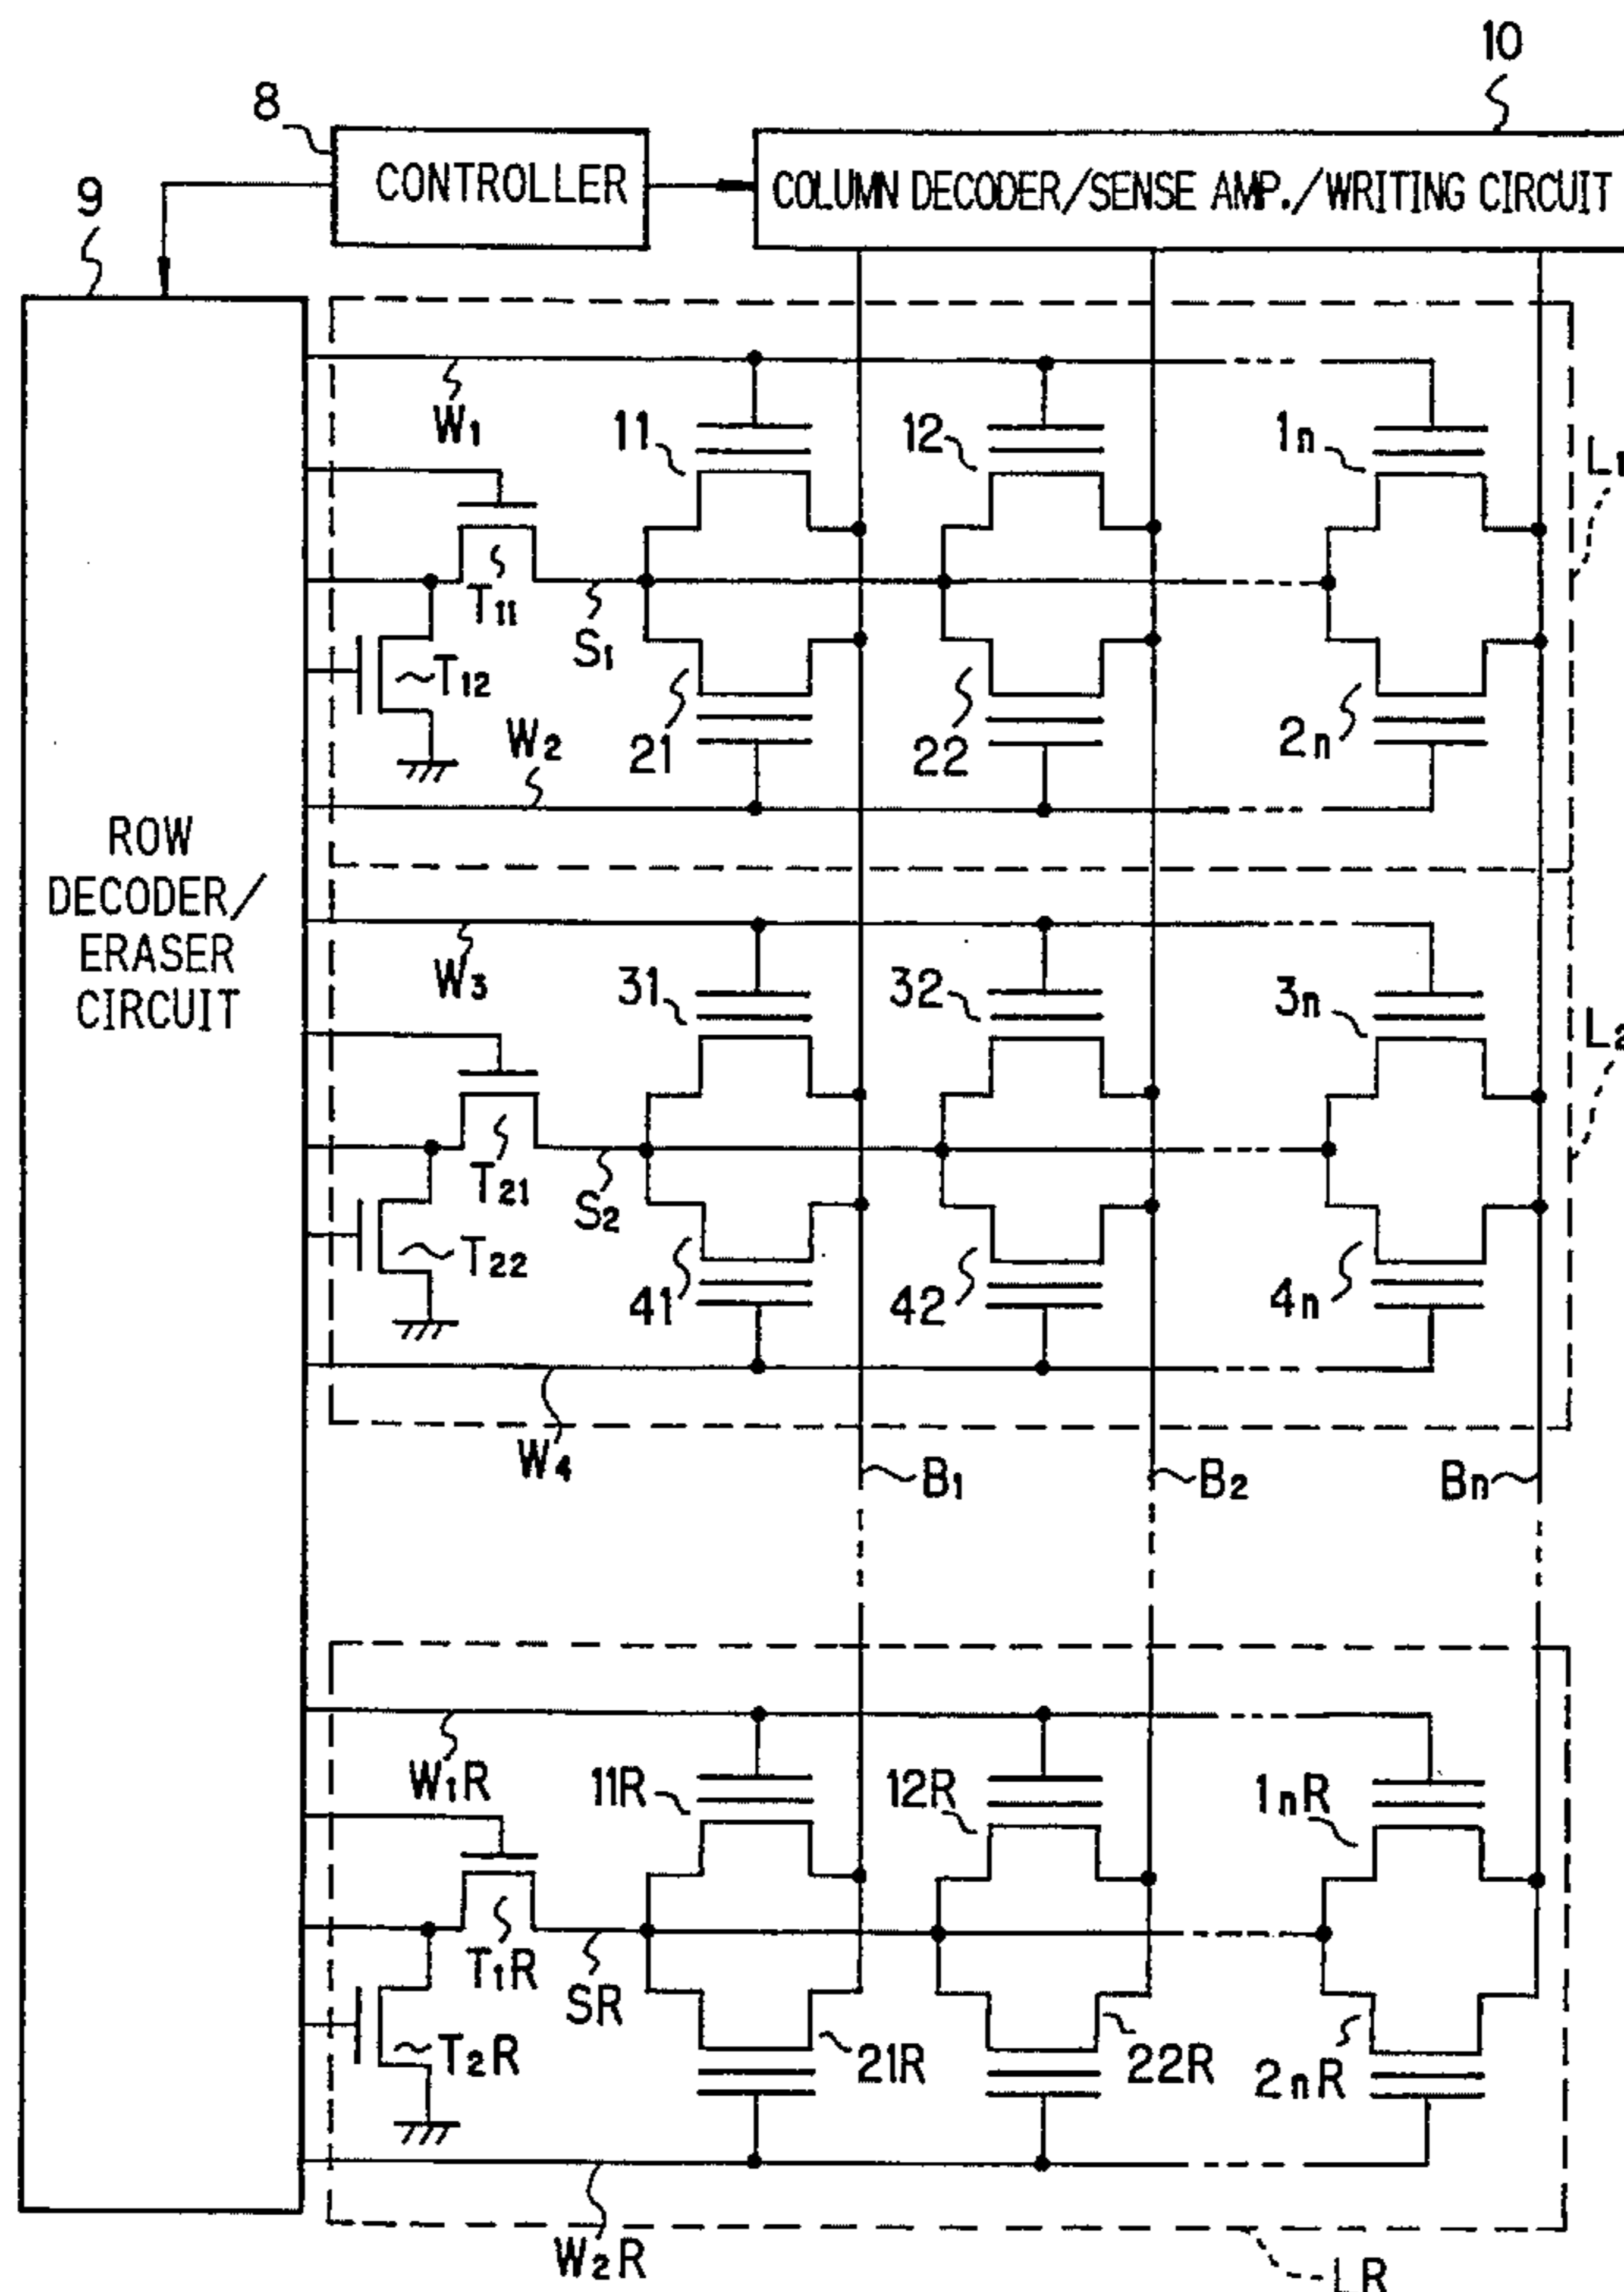 10
8
CONTROLLER
COLUMN DECODER/SENSE AMP./WRITING CIRCUIT
9
W1
11
12
1n
L1
T11
S1
T12
W2
21
22
2n
ROW
DECODER/
ERASER
CIRCUIT
W3
31
32
3n
L2
T21
S2
T22
41
42
4n
W4
B1
B2
Bn
W1R
11R
12R
1nR
T1R
SR
T2R
21R
22R
2nR
W2R
LR